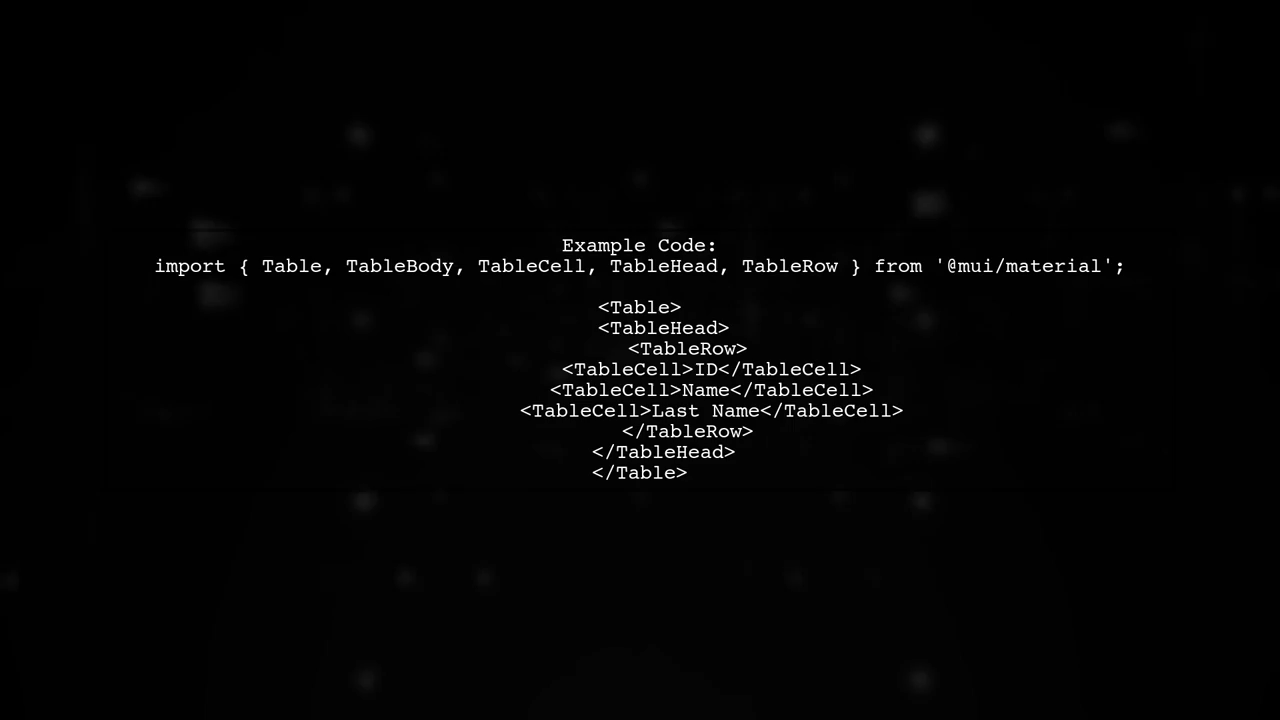 Example Code:
import { Table, TableBody, TableCell, TableHead, TableRow } from '@mui/material';
<Table>
<TableHead>
<TableRow>
<TableCell>ID</TableCell>
<TableCell>Name</TableCell>
<TableCell>Last Name</TableCell>
</TableRow>
</TableHead>
</Table>